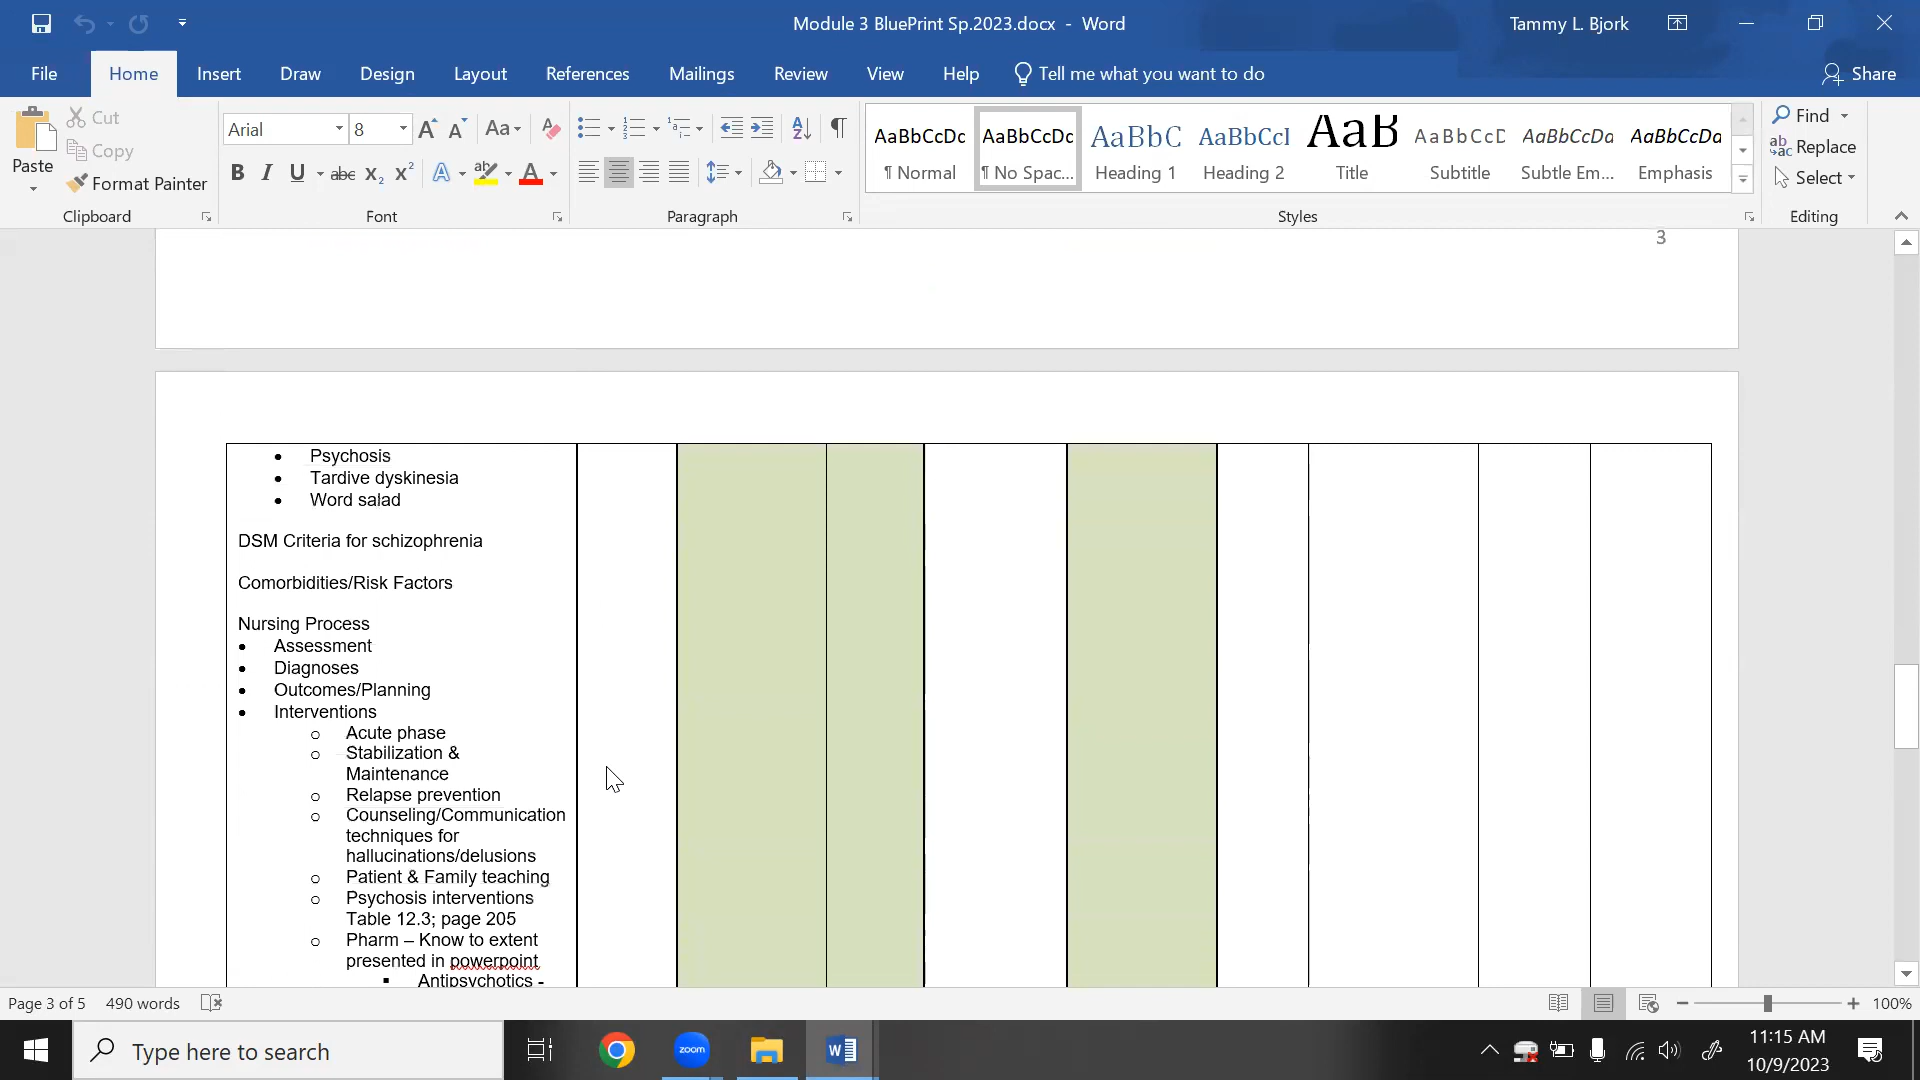 Module 3 BluePrint Sp.2023.docx - Word
Tammy L. Bjork
File Home Insert Draw Design Layout References Mailings Review View Help Tell me what you want to do
Share
Paste
Cut
Copy
Format Painter
Clipboard
Arial 8
Aa
Font
Paragraph
AaBbCcDc AaBbCcDc AaBbC AaBbCcI AaB AaBbCcD AaBbCcDa AaBbCcDa
¶ Normal ¶ No Spac... Heading 1 Heading 2 Title Subtitle Subtle Em... Emphasis
Styles
Find
Replace
Select
Editing
3
• Psychosis
• Tardive dyskinesia
• Word salad
DSM Criteria for schizophrenia
Comorbidities/Risk Factors
Nursing Process
• Assessment
• Diagnoses
• Outcomes/Planning
• Interventions
o Acute phase
o Stabilization &
Maintenance
o Relapse prevention
o Counseling/Communication
techniques for
hallucinations/delusions
o Patient & Family teaching
o Psychosis interventions
Table 12.3; page 205
o Pharm – Know to extent
presented in powerpoint
▪ Antipsychotics -
Page 3 of 5 490 words
100%
Type here to search
zoom
11:15 AM
10/9/2023